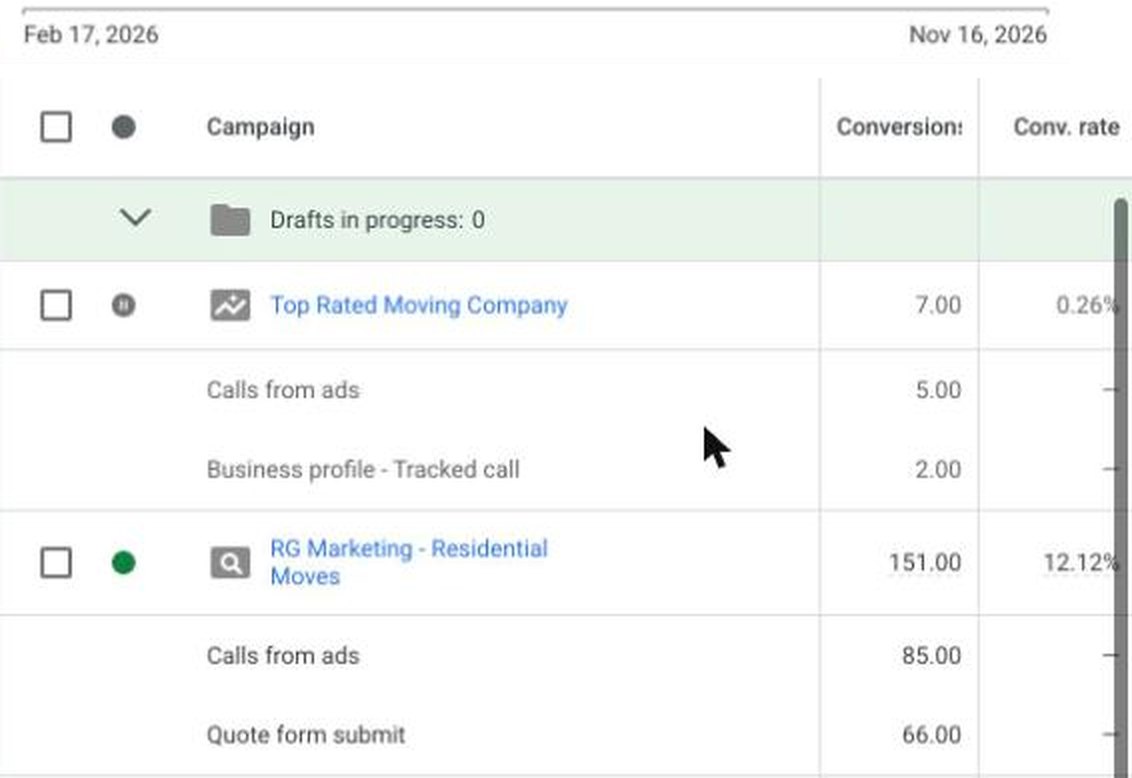 Feb 17, 2026 Nov 16, 2026
Campaign Conversions Conv. rate
Drafts in progress: 0
Top Rated Moving Company 7.00 0.26%
Calls from ads 5.00 –
Business profile - Tracked call 2.00 –
RG Marketing - Residential
Moves 151.00 12.12%
Calls from ads 85.00 –
Quote form submit 66.00 –